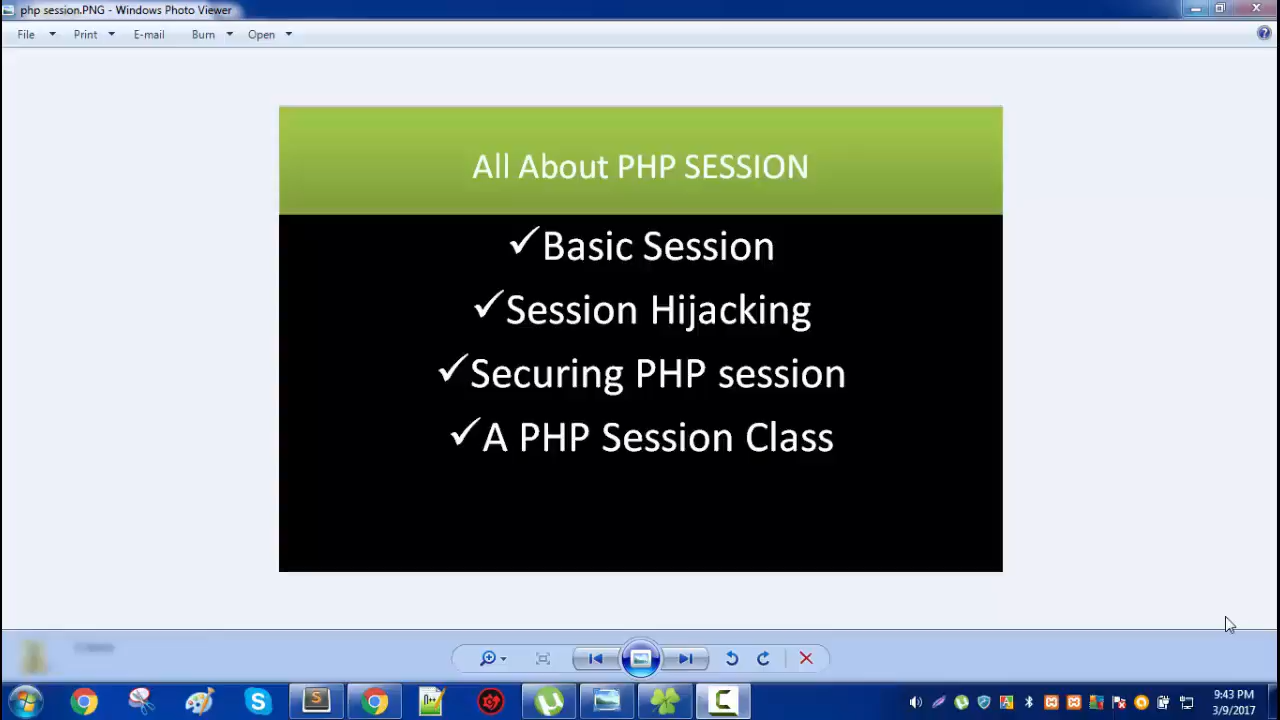 php session.PNG - Windows Photo Viewer
File Print E-mail Burn Open
All About PHP SESSION
✓Basic Session
✓Session Hijacking
✓Securing PHP session
✓A PHP Session Class
9:43 PM
3/9/2017